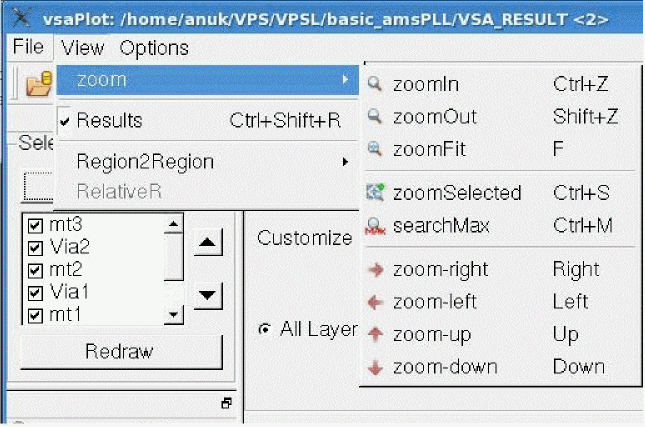 vsaPlot: /home/anuk/VPS/VPSL/basic_amsPLL/VSA_RESULT <2>
File View Options
zoom
Results Ctrl+Shift+R
Region2Region
RelativeR
zoomIn Ctrl+Z
zoomOut Shift+Z
zoomFit F
zoomSelected Ctrl+S
searchMax Ctrl+M
zoom-right Right
zoom-left Left
zoom-up Up
zoom-down Down
Sele
mt3
Via2
mt2
Via1
mt1
Redraw
Customize
All Layer